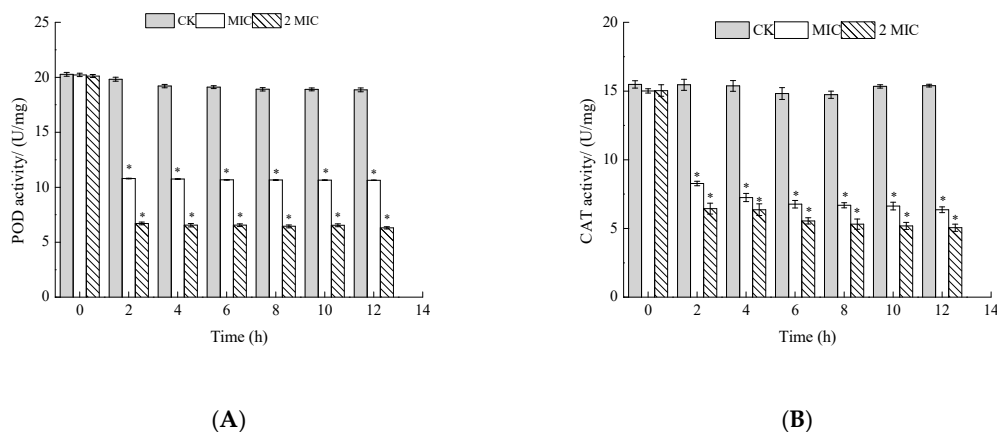 CK MIC 2 MIC
25
20
15
10
5
0
POD activity/ (U/mg)
* * * * * *
* * * * * *
0 2 4 6 8 10 12 14
Time (h)
(A)
CK MIC 2 MIC
20
15
10
5
0
CAT activity/ (U/mg)
* * * * * *
* * * * * *
0 2 4 6 8 10 12 14
Time (h)
(B)